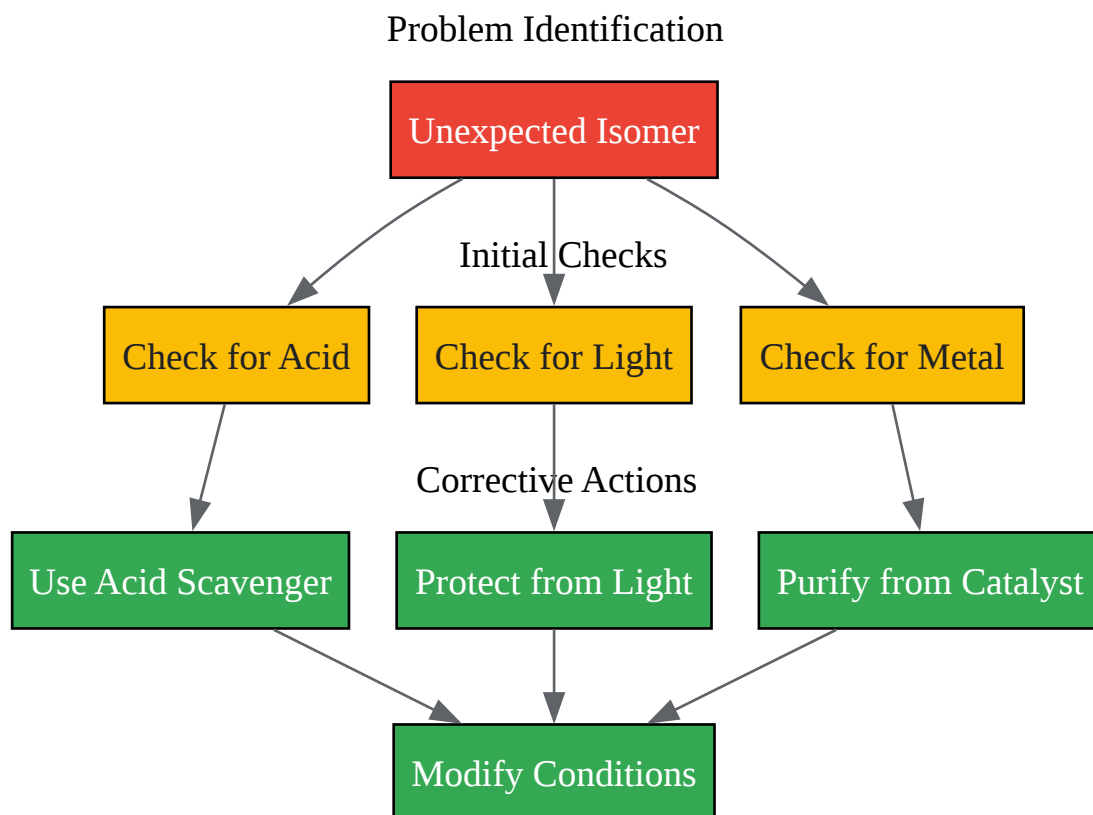 Problem Identification
Unexpected Isomer
Initial Checks
Check for Acid
Check for Light
Check for Metal
Corrective Actions
Use Acid Scavenger
Protect from Light
Purify from Catalyst
Modify Conditions